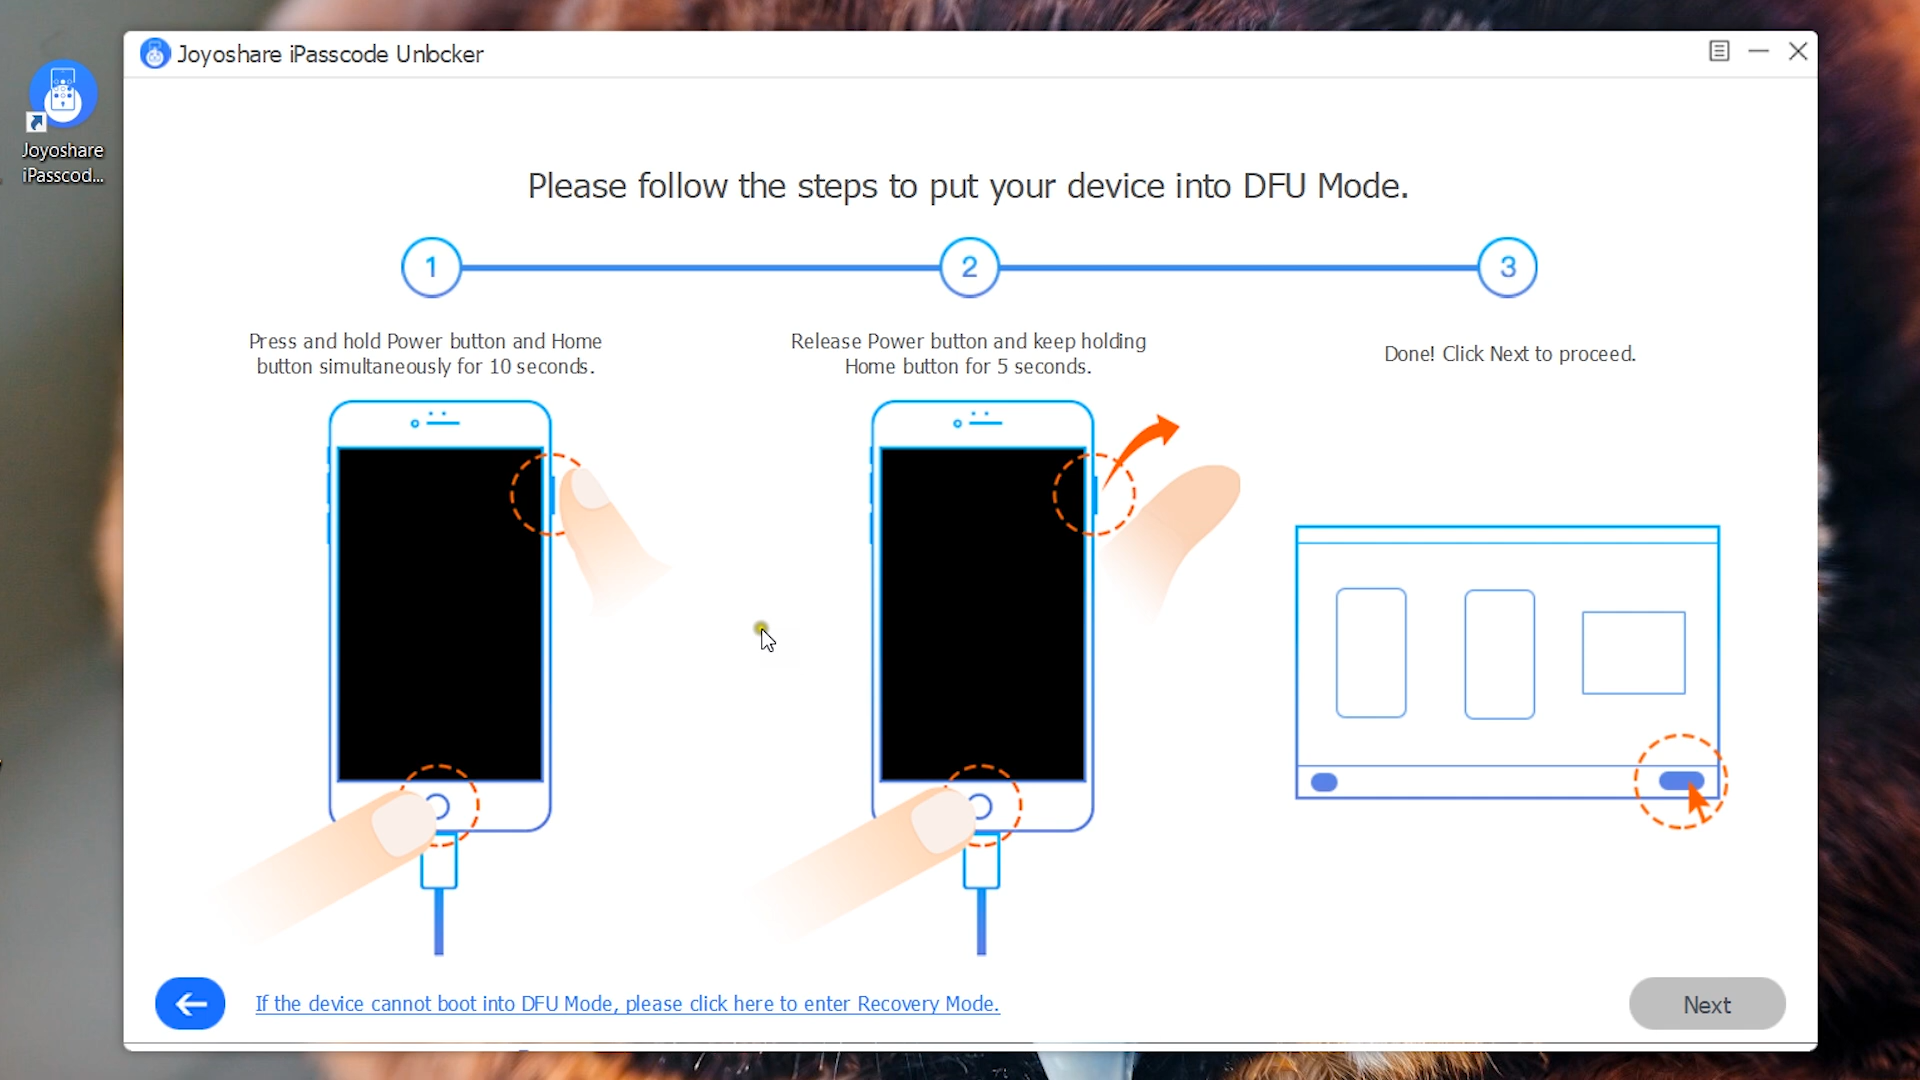 Joyoshare iPasscode Unlocker
Joyoshare
iPasscod...
Please follow the steps to put your device into DFU Mode.
1
2
3
Press and hold Power button and Home
button simultaneously for 10 seconds.
Release Power button and keep holding
Home button for 5 seconds.
Done! Click Next to proceed.
If the device cannot boot into DFU Mode, please click here to enter Recovery Mode.
Next